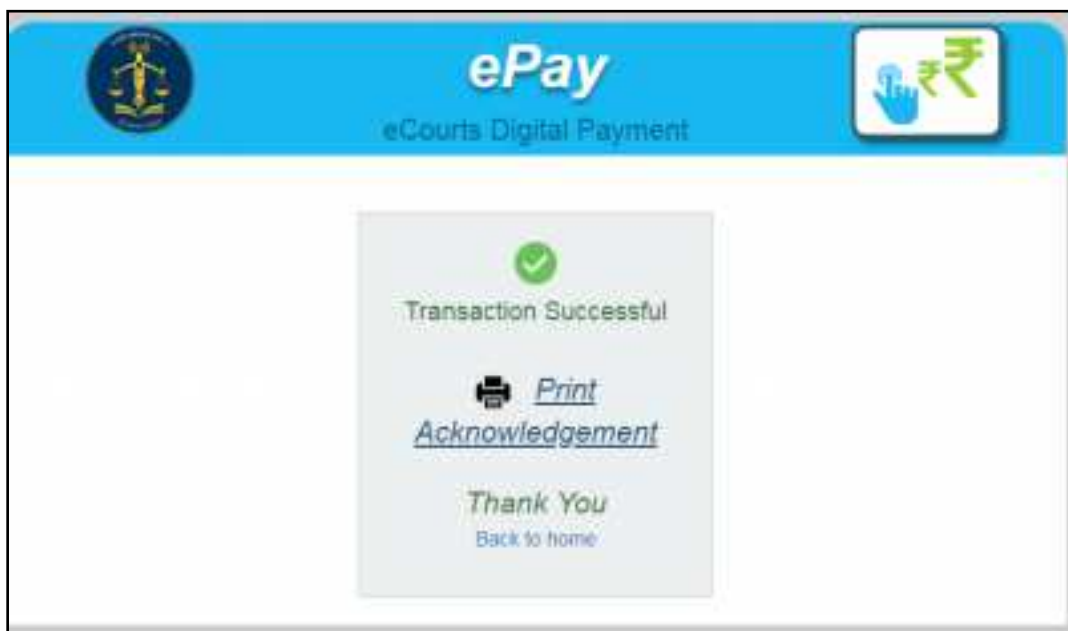 ePay
eCourts Digital Payment
₹₹
Transaction Successful
Print
Acknowledgement
Thank You
Back to home